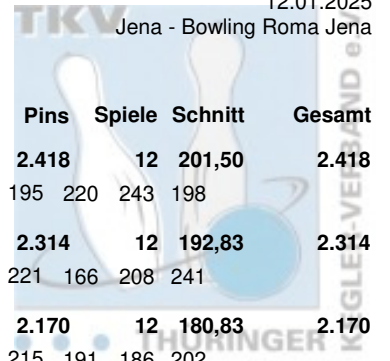 12.01.2025
TKV
Jena - Bowling Roma Jena
Pins Spiele Schnitt Gesamt
2.418 12 201,50 2.418
195 220 243 198
2.314 12 192,83 2.314
221 166 208 241
2.170 12 180,83 2.170
215 191 186 202
THÜRINGER
KEGLER-VERBAND e V